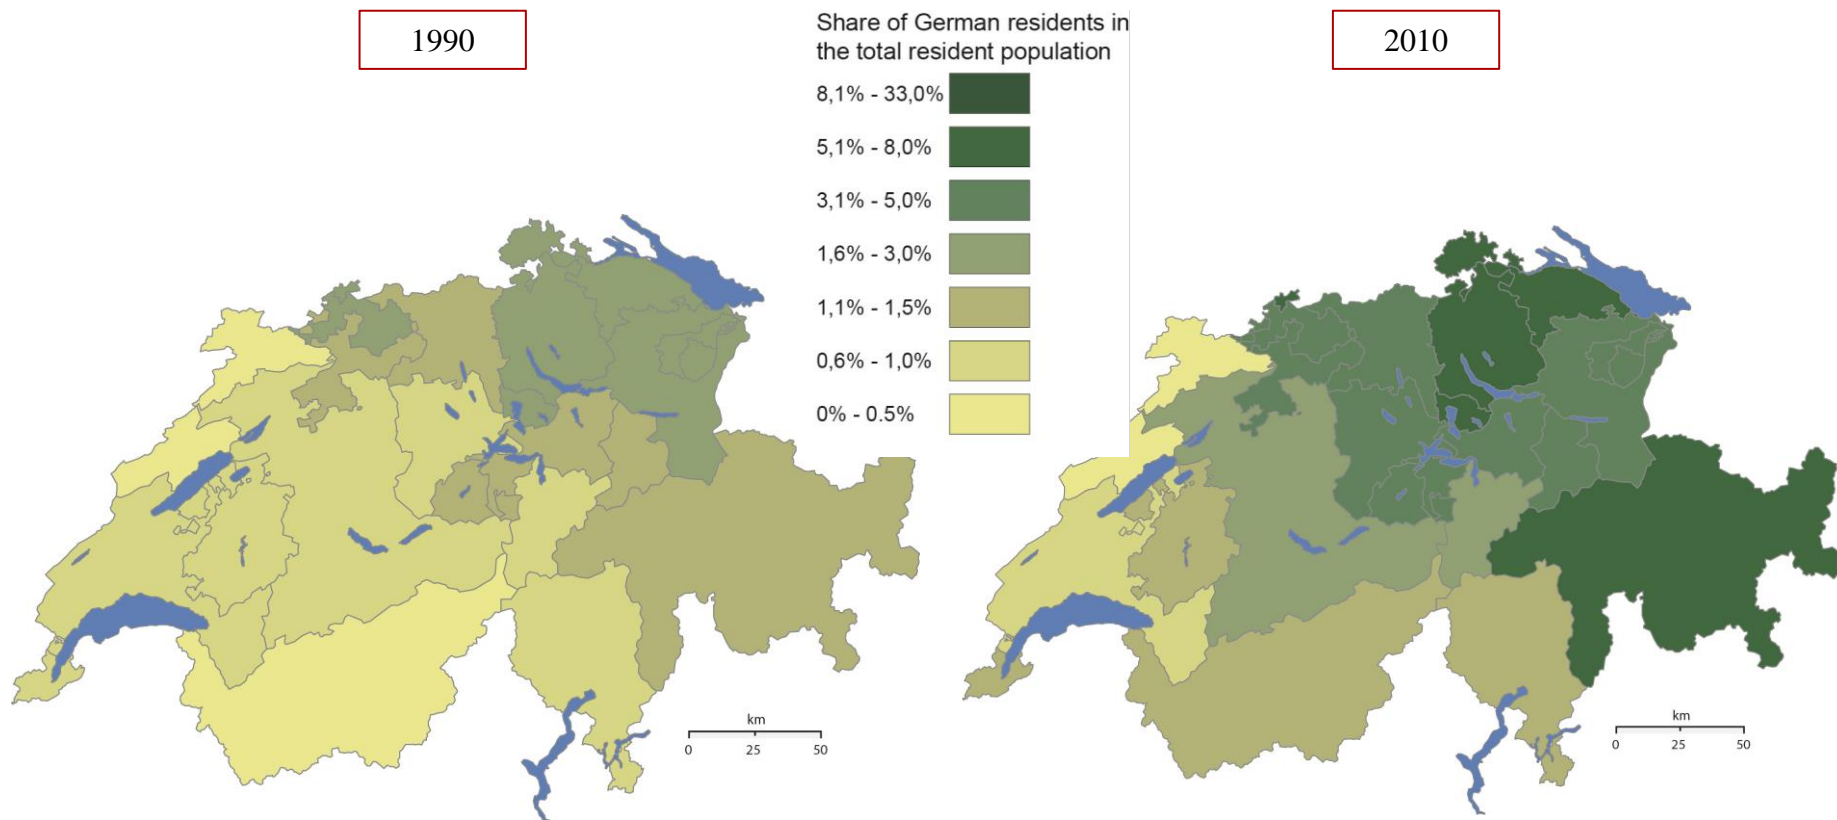 1990
Share of German residents in
the total resident population
8,1% - 33,0%
5,1% - 8,0%
3,1% - 5,0%
1,6% - 3,0%
1,1% - 1,5%
0,6% - 1,0%
0% - 0.5%
2010
km
0 25 50
km
0 25 50